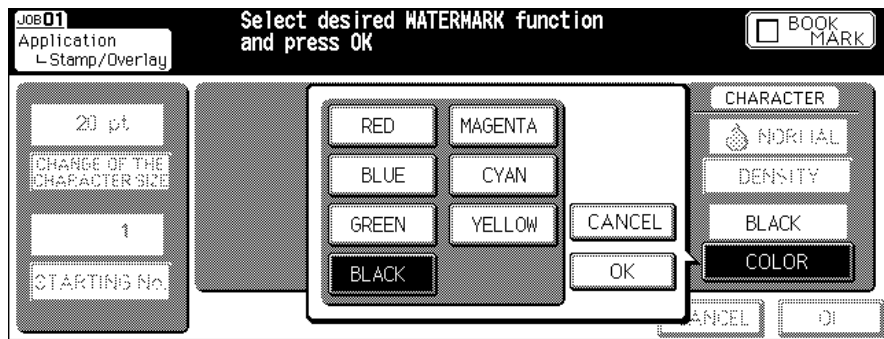 JOB01
Application
Stamp/Overlay
Select desired WATERMARK function
and press OK
BOOK
MARK
20 pt
CHANGE OF THE
CHARACTER SIZE
1
STARTING No.
RED
MAGENTA
BLUE
CYAN
GREEN
YELLOW
BLACK
CANCEL
OK
CHARACTER
NORMAL
DENSITY
BLACK
COLOR
CANCEL